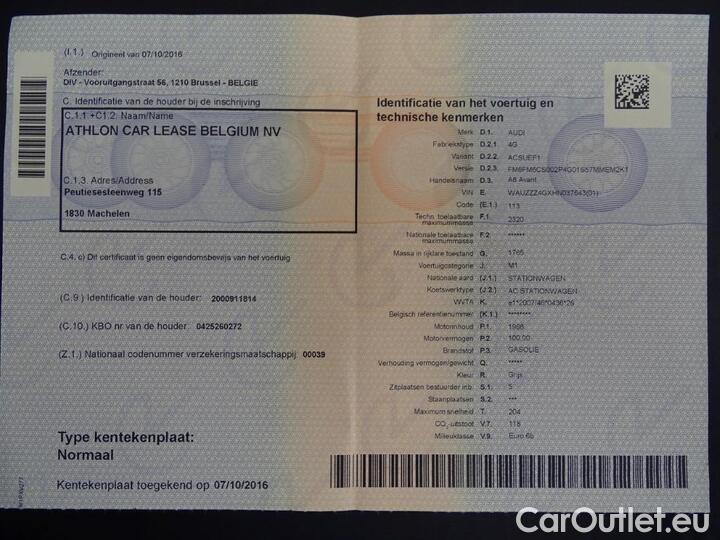 (I.1.) Origineel van 07/10/2016
Afzender:
DIV - Vooruitgangstraat 56, 1210 Brussel - BELGIE
C. Identificatie van de houder bij de inschrijving
C.1.1.+C1.2. Naam/Name
ATHLON CAR LEASE BELGIUM NV
C.1.3. Adres/Address
Peutiesesteenweg 115
1830 Machelen
C.4. c) Dit certificaat is geen eigendomsbewijs van het voertuig
(C.9.) Identificatie van de houder: 2000911814
(C.10.) KBO nr van de houder: 0425260272
(Z.1.) Nationaal codenummer verzekeringsmaatschappij: 00039
Type kentekenplaat:
Normaal
Kentekenplaat toegekend op 07/10/2016
Identificatie van het voertuig en
technische kenmerken
Merk D.1. AUDI
Fabriekstype D.2.1 4G
Variant D.2.2. ACSUEF1
Versie D.2.3.
Handelsnaam D.3. A6 Avant
VIN E. WAUZZZ4GXHN037643(01)
Code (E.1.) 113
Techn. toelaatbare
maximummassa F.1. 2320
Nationale toelaatbare
maximummassa F.2. ******
Massa in rijklare toestand G. 1765
Voertuigcategorie J. M1
Nationale aard (J.1.) STATIONWAGEN
Koetswerktype (J.2.) AC STATIONWAGEN
WVTA K. e1*2007/46*0436*26
Belgisch referentienummer (K.1.) ********
Motorinhoud P.1. 1968
Motorvermogen P.2. 100,00
Brandstof P.3. GASOLIE
Verhouding vermogen/gewicht Q. *****
Kleur R. Grijs
Zitplaatsen bestuurder inb. S.1. 5
Staanplaatsen S.2. ***
Maximum snelheid T. 204
CO₂ uitstoot V.7. 118
Milieuklasse V.9. Euro 6b
CarOutlet.eu